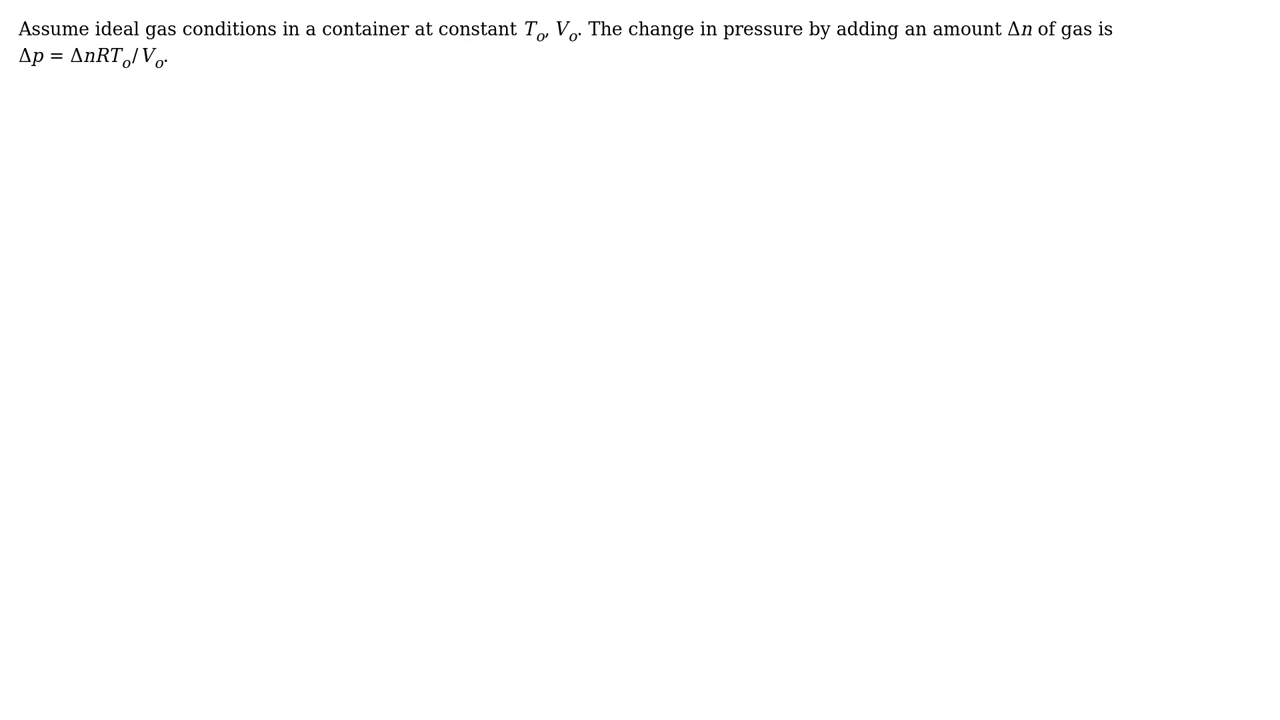 Assume ideal gas conditions in a container at constant Tₒ, Vₒ. The change in pressure by adding an amount Δn of gas is
Δp = ΔnRTₒ/Vₒ.